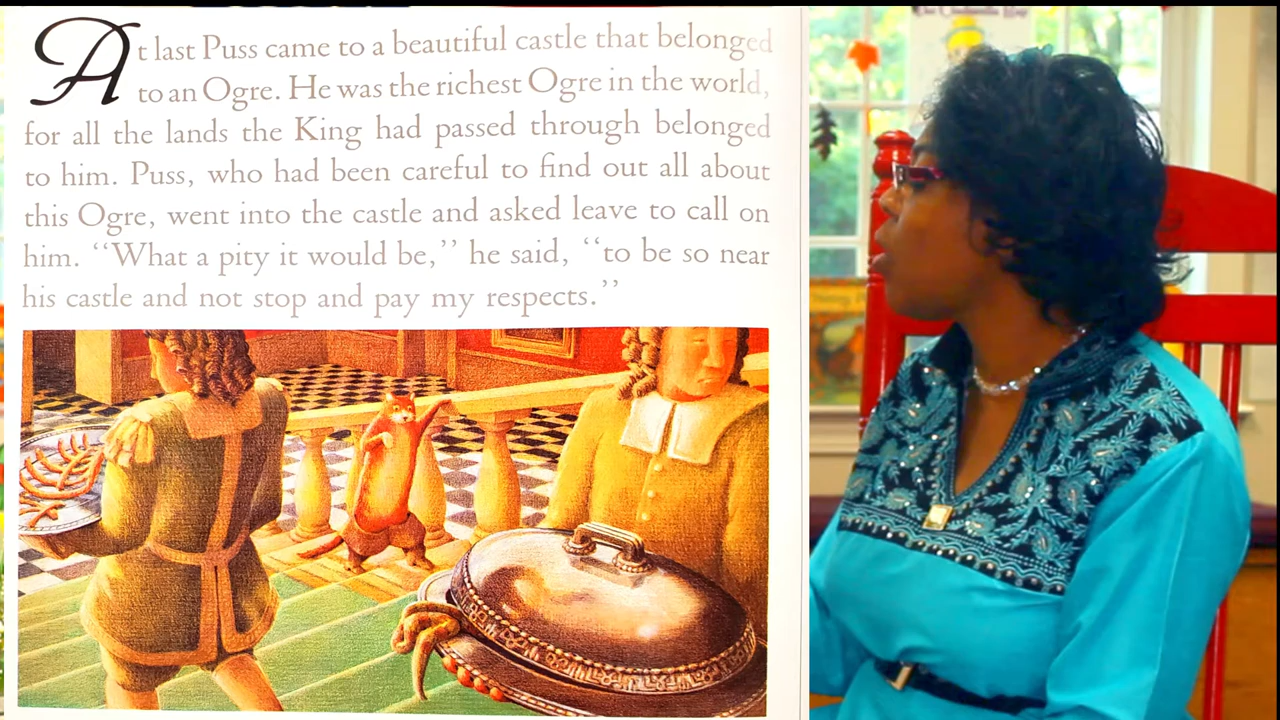 At last Puss came to a beautiful castle that belonged
to an Ogre. He was the richest Ogre in the world,
for all the lands the King had passed through belonged
to him. Puss, who had been careful to find out all about
this Ogre, went into the castle and asked leave to call on
him. ‘‘What a pity it would be,’’ he said, ‘‘to be so near
his castle and not stop and pay my respects.’’